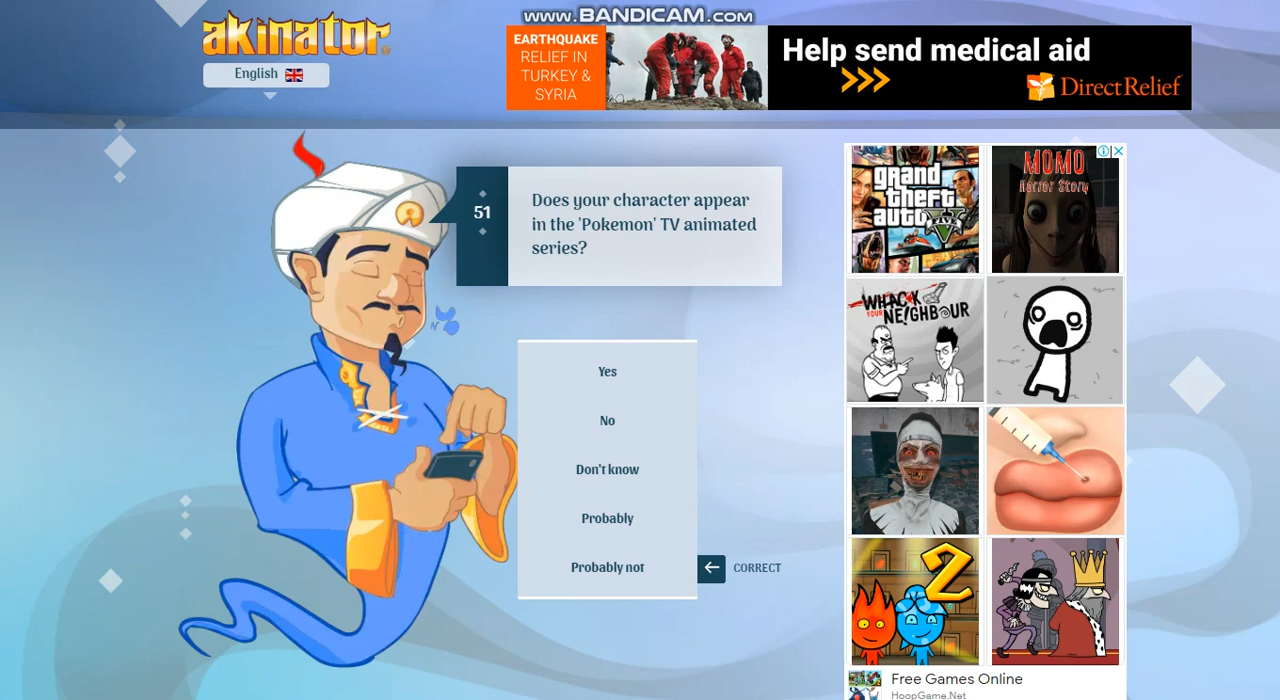 www.BANDICAM.com
akinator
English
EARTHQUAKE
RELIEF IN
TURKEY &
SYRIA
Help send medical aid
Direct Relief
51
Does your character appear
in the 'Pokemon' TV animated
series?
Yes
No
Don't know
Probably
Probably not
CORRECT
grand
theft
auto
V
MOMO
Horror Story
WHACK
YOUR
NEIGHBOUR
2
Free Games Online
HoopGame.Net